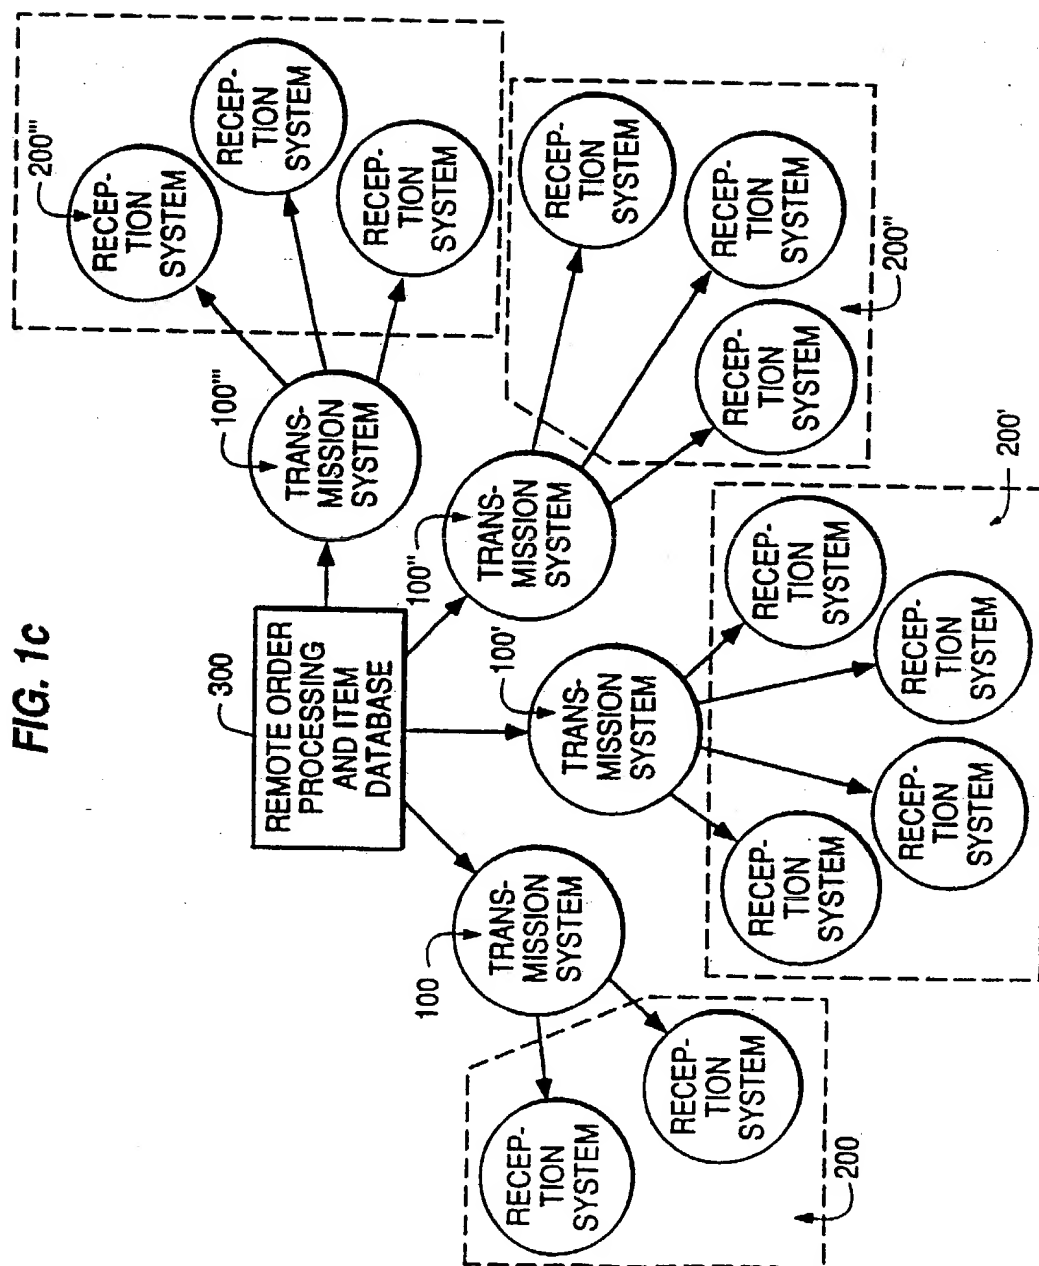 FIG. 1c
300
REMOTE ORDER
PROCESSING
AND ITEM
DATABASE
100
TRANS-
MISSION
SYSTEM
RECEP-
TION
SYSTEM
RECEP-
TION
SYSTEM
200
100'
TRANS-
MISSION
SYSTEM
RECEP-
TION
SYSTEM
RECEP-
TION
SYSTEM
RECEP-
TION
SYSTEM
RECEP-
TION
SYSTEM
200'
100''
TRANS-
MISSION
SYSTEM
RECEP-
TION
SYSTEM
RECEP-
TION
SYSTEM
RECEP-
TION
SYSTEM
200''
100'''
TRANS-
MISSION
SYSTEM
200'''
RECEP-
TION
SYSTEM
RECEP-
TION
SYSTEM
RECEP-
TION
SYSTEM